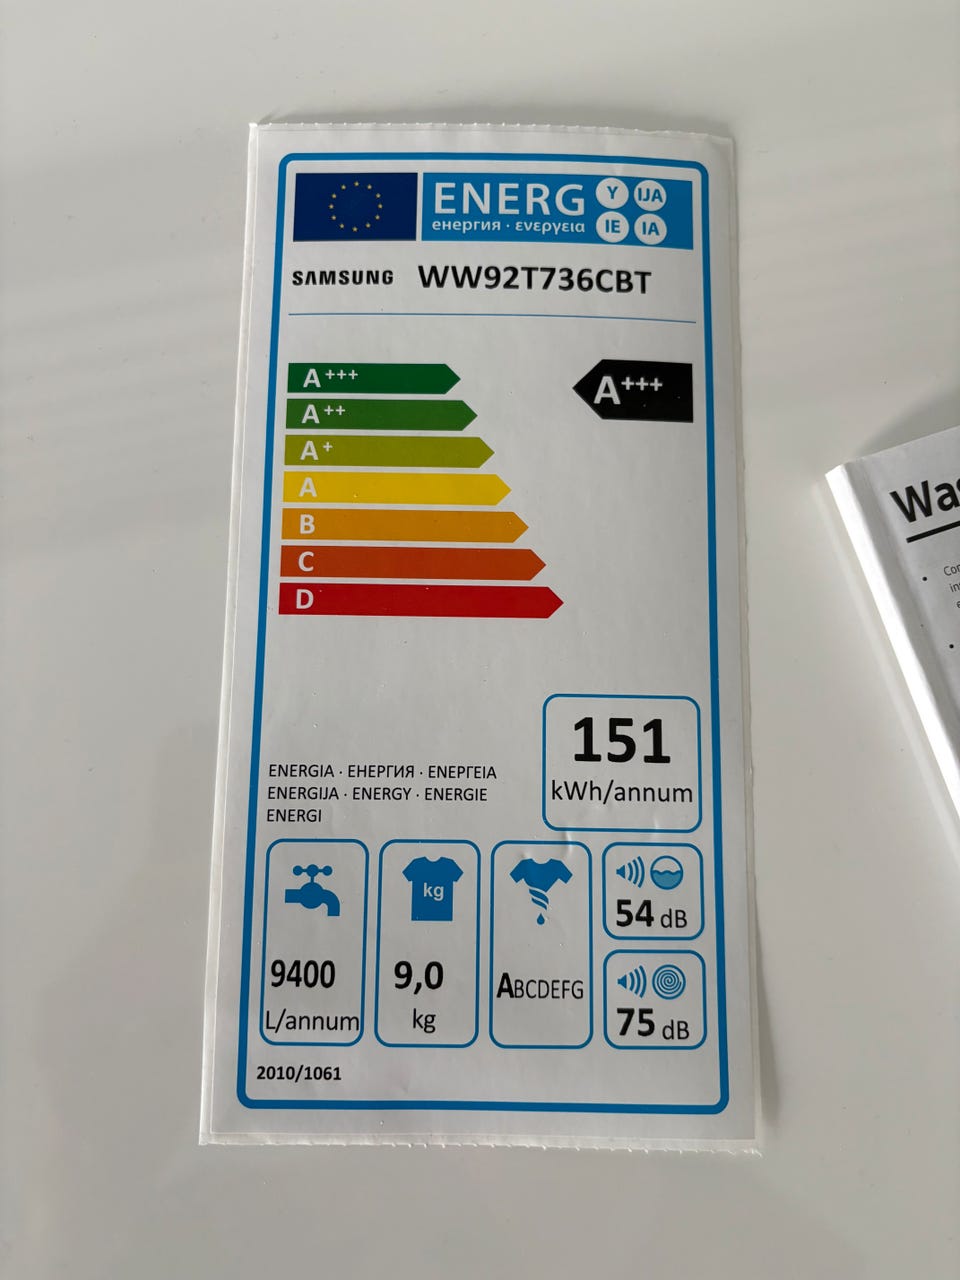 ENERG Y IJA
енергия · ενεργεια IE IA
SAMSUNG WW92T736CBT
A+++
A+++
A++
A+
A
B
C
D
151
kWh/annum
ENERGIA · ЕНЕРГИЯ · ΕΝΕΡΓΕΙΑ
ENERGIJA · ENERGY · ENERGIE
ENERGI
9400
L/annum
kg
9,0
kg
ABCDEFG
54 dB
75 dB
2010/1061